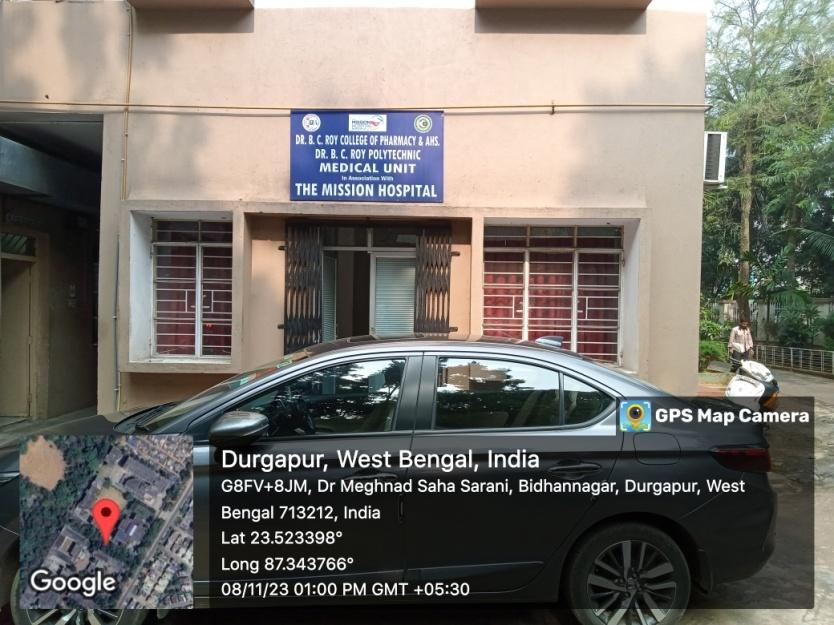 MISSION
DR. B. C. ROY COLLEGE OF PHARMACY & AHS.
DR. B. C. ROY POLYTECHNIC
MEDICAL UNIT
In Association With
THE MISSION HOSPITAL
GPS Map Camera
Durgapur, West Bengal, India
G8FV+8JM, Dr Meghnad Saha Sarani, Bidhannagar, Durgapur, West
Bengal 713212, India
Lat 23.523398°
Long 87.343766°
08/11/23 01:00 PM GMT +05:30
Google